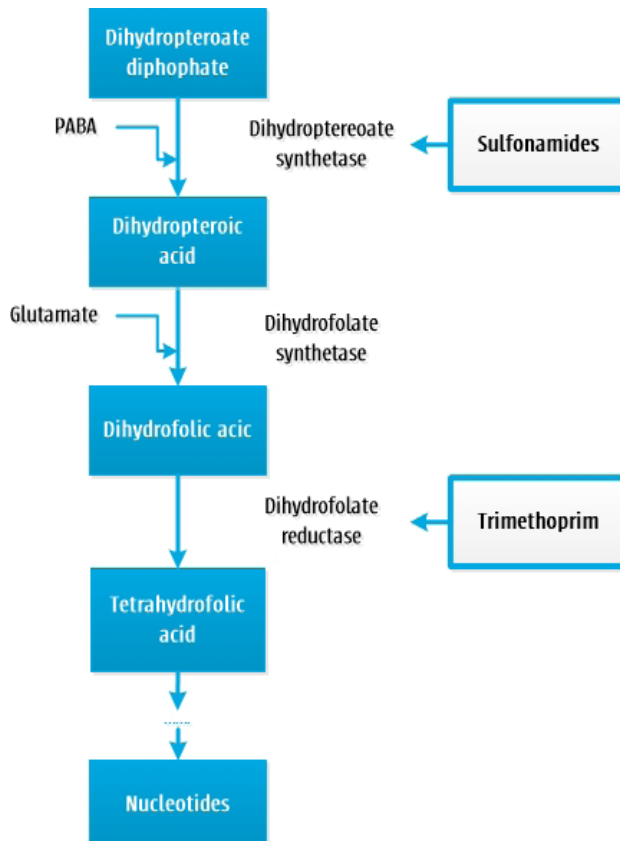 Dihydropteroate
diphophate
PABA
Dihydroptereoate
synthetase
Sulfonamides
Dihydropteroic
acid
Glutamate
Dihydrofolate
synthetase
Dihydrofolic acic
Dihydrofolate
reductase
Trimethoprim
Tetrahydrofolic
acid
......
Nucleotides